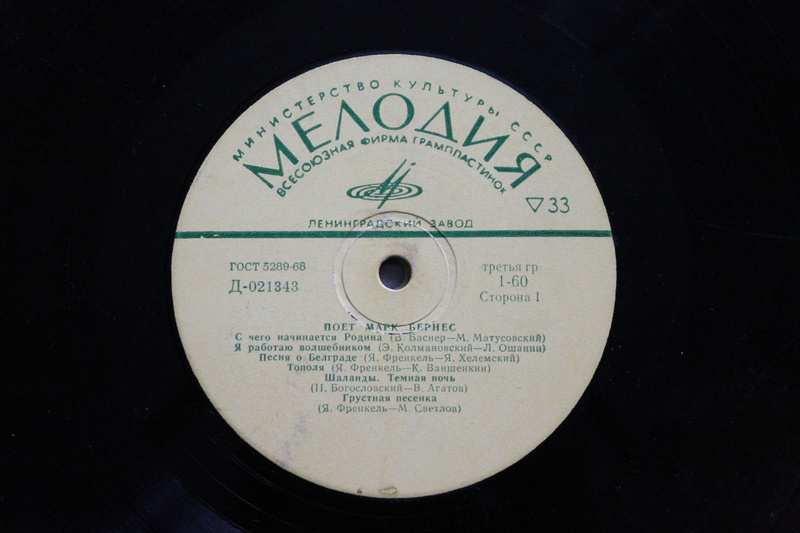 МИНИСТЕРСТВО КУЛЬТУРЫ СССР
МЕЛОДИЯ
ВСЕСОЮЗНАЯ ФИРМА ГРАМПЛАСТИНОК
33
ЛЕНИНГРАДСКИЙ ЗАВОД
ГОСТ 5289-68
Д-021343
третья гр
1-60
Сторона 1
ПОЕТ МАРК БЕРНЕС
С чего начинается Родина (В. Баснер—М. Матусовский)
Я работаю волшебником (Э. Колмановский—Л. Ошанин)
Песня о Белграде (Я. Френкель—Я. Хелемский)
Тополя (Я. Френкель—К. Ваншенкин)
Шаланды. Темная ночь
(Н. Богословский—В. Агатов)
Грустная песенка
(Я. Френкель—М. Светлов)
6